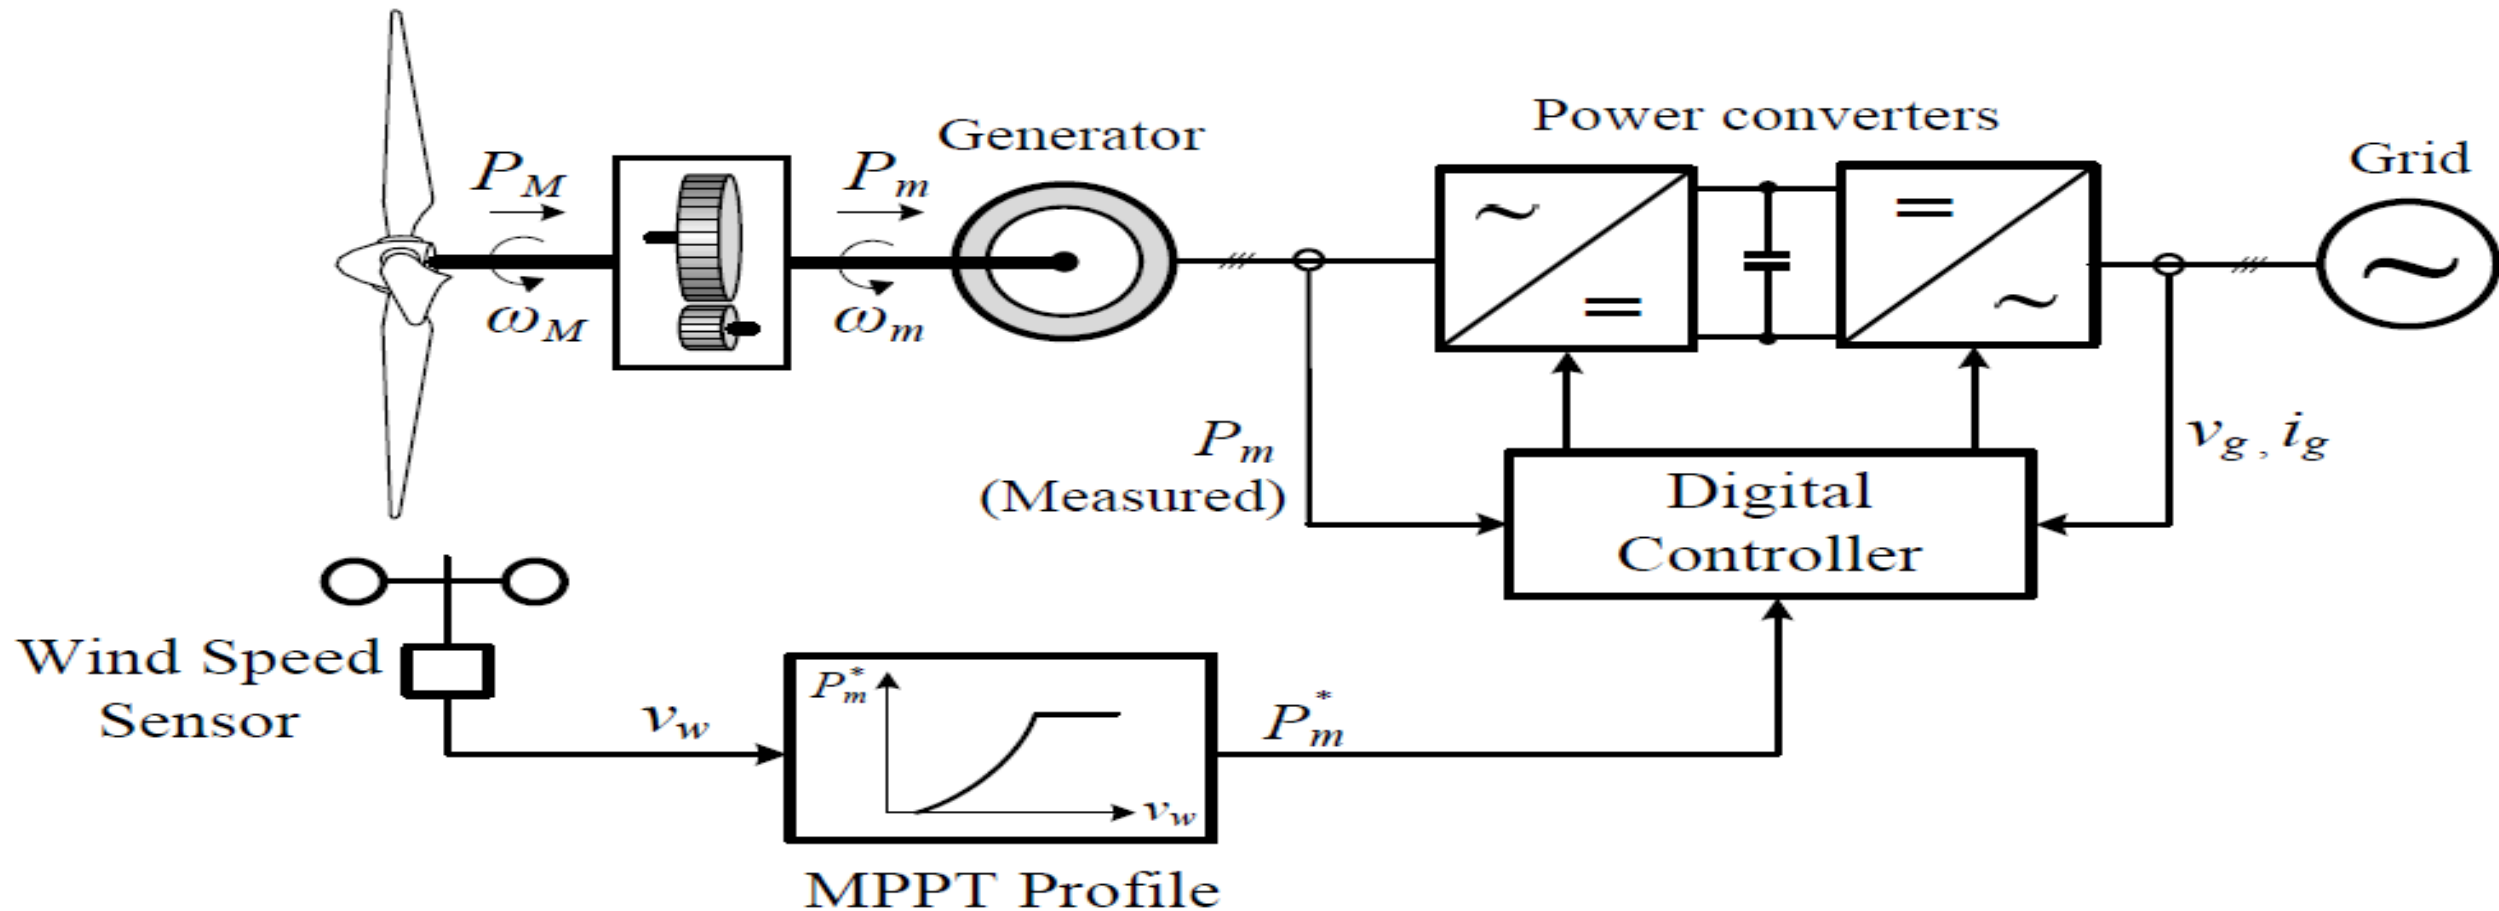 Power converters
Generator
Grid
P_M
P_m
ω_M
ω_m
~
=
=
~
~
P_m
(Measured)
v_g, i_g
Digital
Controller
Wind Speed
Sensor
v_w
P_m^*
v_w
P_m^*
MPPT Profile